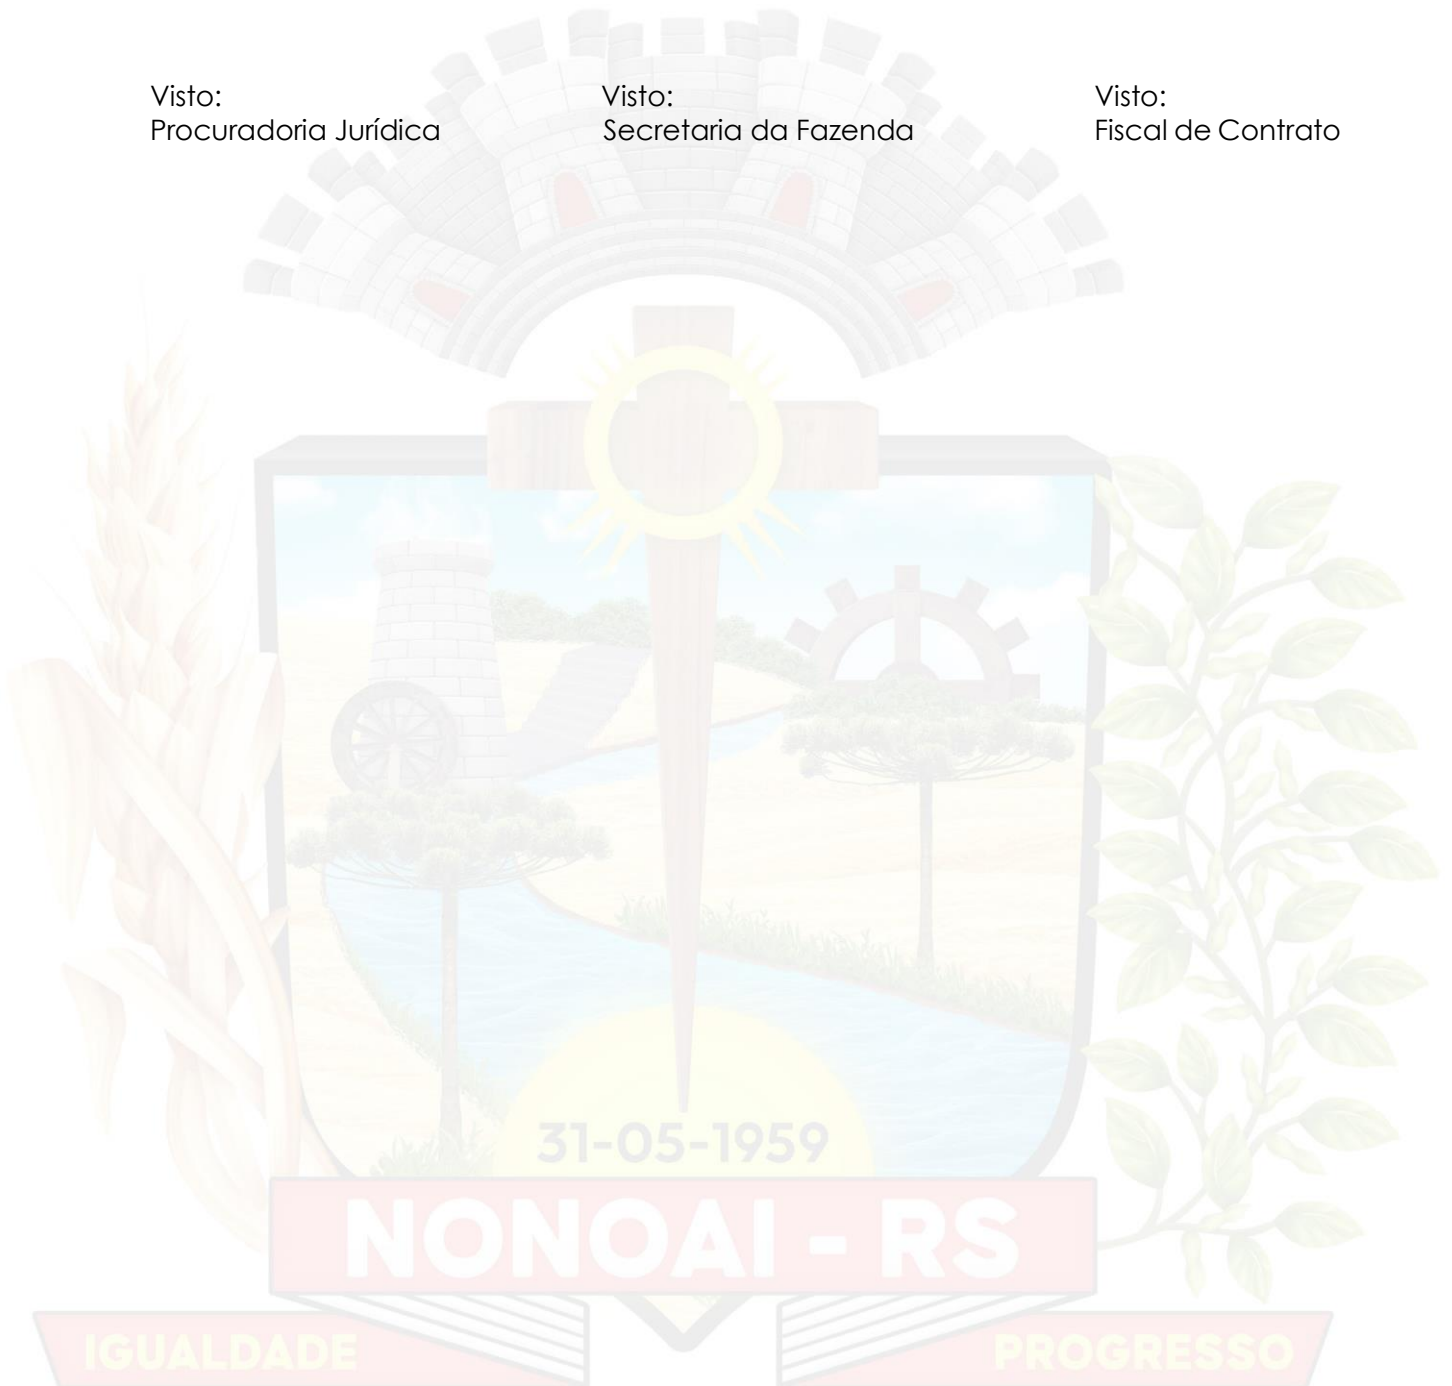 Visto:
Procuradoria Jurídica
Visto:
Secretaria da Fazenda
Visto:
Fiscal de Contrato
31-05-1959
NONOAI - RS
IGUALDADE
PROGRESSO